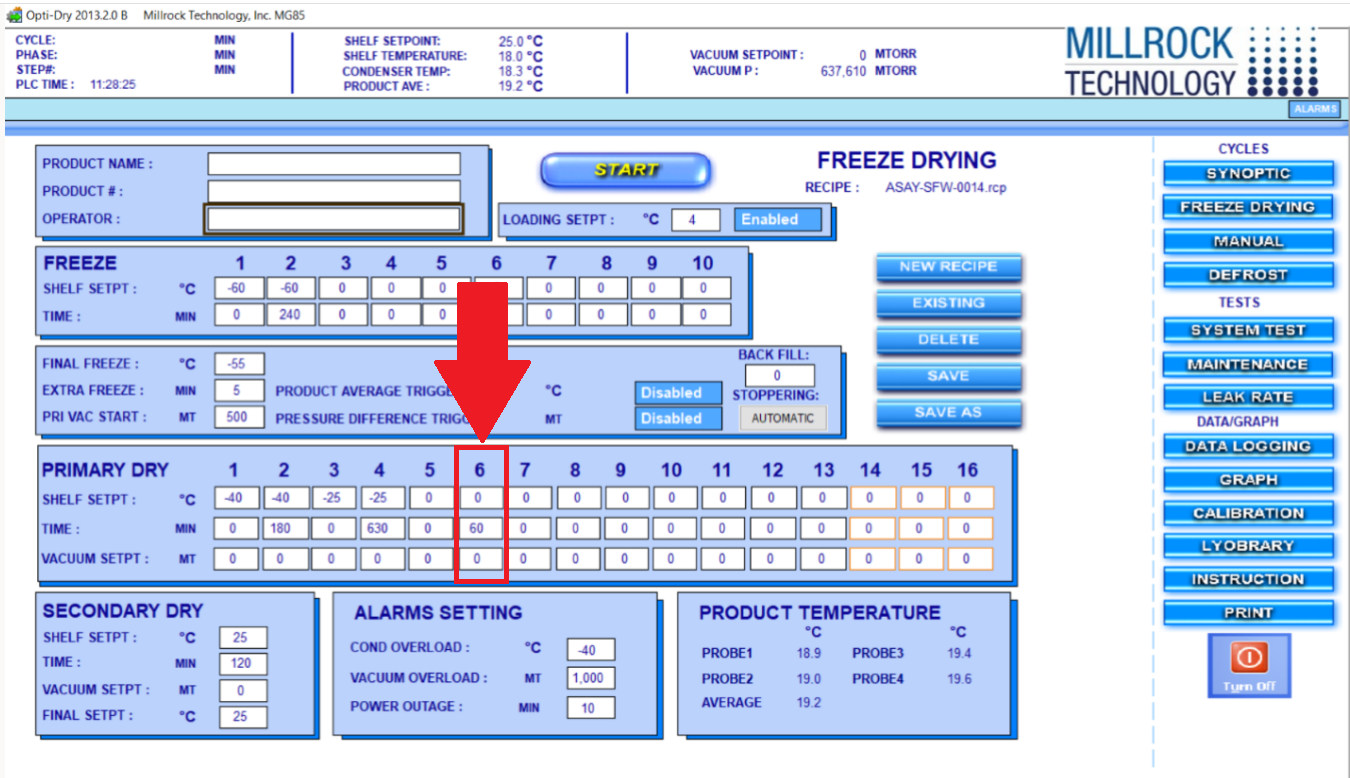 Opti-Dry 2013.2.0 B Millrock Technology, Inc. MG85
CYCLE: MIN SHELF SETPOINT: 25.0 °C
PHASE: MIN SHELF TEMPERATURE: 18.0 °C VACUUM SETPOINT : 0 MTORR
STEP#: MIN CONDENSER TEMP: 18.3 °C VACUUM P : 637,610 MTORR
PLC TIME : 11:28:25 PRODUCT AVE : 19.2 °C
MILLROCK
TECHNOLOGY
ALARMS
PRODUCT NAME :
PRODUCT # :
OPERATOR :
START
LOADING SETPT : °C 4 Enabled
FREEZE DRYING
RECIPE : ASAY-SFW-0014.rcp
FREEZE 1 2 3 4 5 6 7 8 9 10
SHELF SETPT : °C -60 -60 0 0 0 0 0 0 0
TIME : MIN 0 240 0 0 0 0 0 0 0
NEW RECIPE
EXISTING
DELETE
SAVE
SAVE AS
FINAL FREEZE : °C -55
EXTRA FREEZE : MIN 5 PRODUCT AVERAGE °C Disabled
PRI VAC START : MT 500 PRESSURE DIFFERENCE MT Disabled
BACK FILL:
0
STOPPERING:
AUTOMATIC
PRIMARY DRY 1 2 3 4 5 6 7 8 9 10 11 12 13 14 15 16
SHELF SETPT : °C -40 -40 -25 -25 0 0 0 0 0 0 0 0 0 0 0 0
TIME : MIN 0 180 0 630 0 60 0 0 0 0 0 0 0 0 0 0
VACUUM SETPT : MT 0 0 0 0 0 0 0 0 0 0 0 0 0 0 0 0
SECONDARY DRY
SHELF SETPT : °C 25
TIME : MIN 120
VACUUM SETPT : MT 0
FINAL SETPT : °C 25
ALARMS SETTING
COND OVERLOAD : °C -40
VACUUM OVERLOAD : MT 1,000
POWER OUTAGE : MIN 10
PRODUCT TEMPERATURE
°C °C
PROBE1 18.9 PROBE3 19.4
PROBE2 19.0 PROBE4 19.6
AVERAGE 19.2
CYCLES
SYNOPTIC
FREEZE DRYING
MANUAL
DEFROST
TESTS
SYSTEM TEST
MAINTENANCE
LEAK RATE
DATA/GRAPH
DATA LOGGING
GRAPH
CALIBRATION
LYOBRARY
INSTRUCTION
PRINT
Turn Off